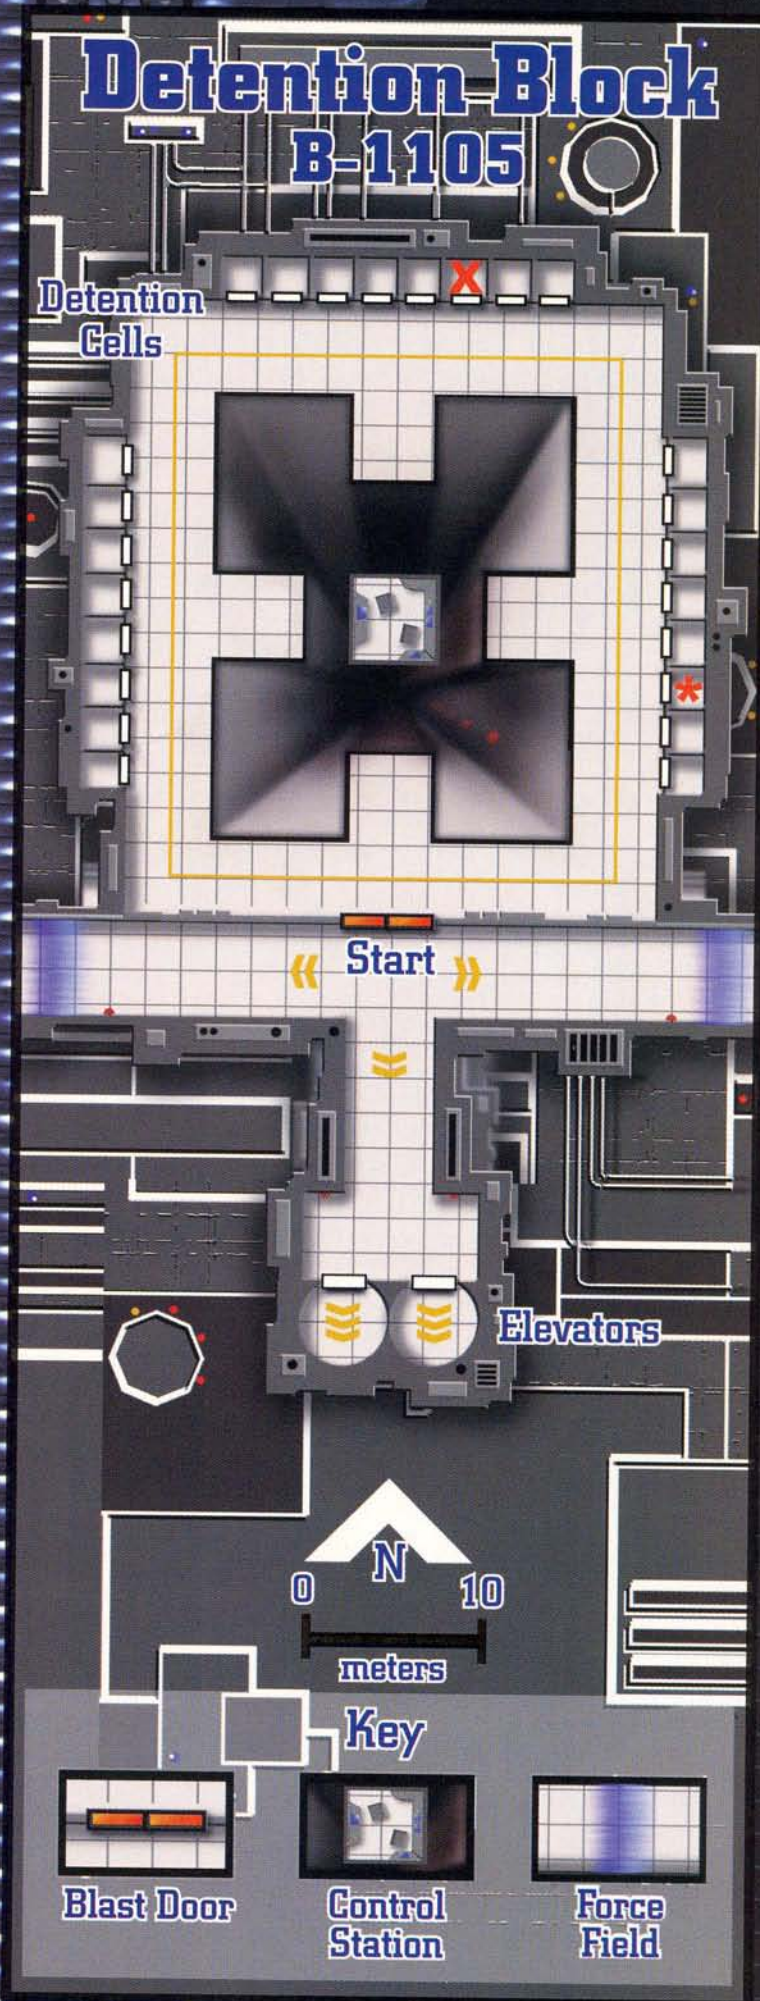 Detention Block
B-1105
Detention
Cells
X
*
Start
Elevators
N
0 10
meters
Key
Blast Door
Control
Station
Force
Field